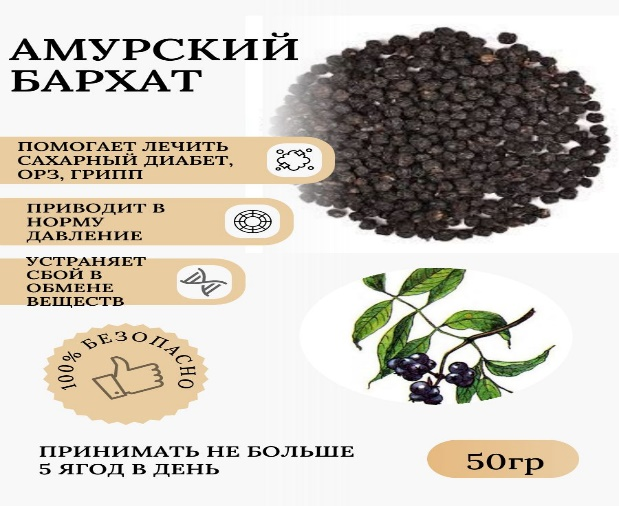 АМУРСКИЙ
БАРХАТ
ПОМОГАЕТ ЛЕЧИТЬ
САХАРНЫЙ ДИАБЕТ,
ОРЗ, ГРИПП
ПРИВОДИТ В
НОРМУ
ДАВЛЕНИЕ
УСТРАНЯЕТ
СБОЙ В
ОБМЕНЕ
ВЕЩЕСТВ
100% БЕЗОПАСНО
ПРИНИМАТЬ НЕ БОЛЬШЕ
5 ЯГОД В ДЕНЬ
50гр